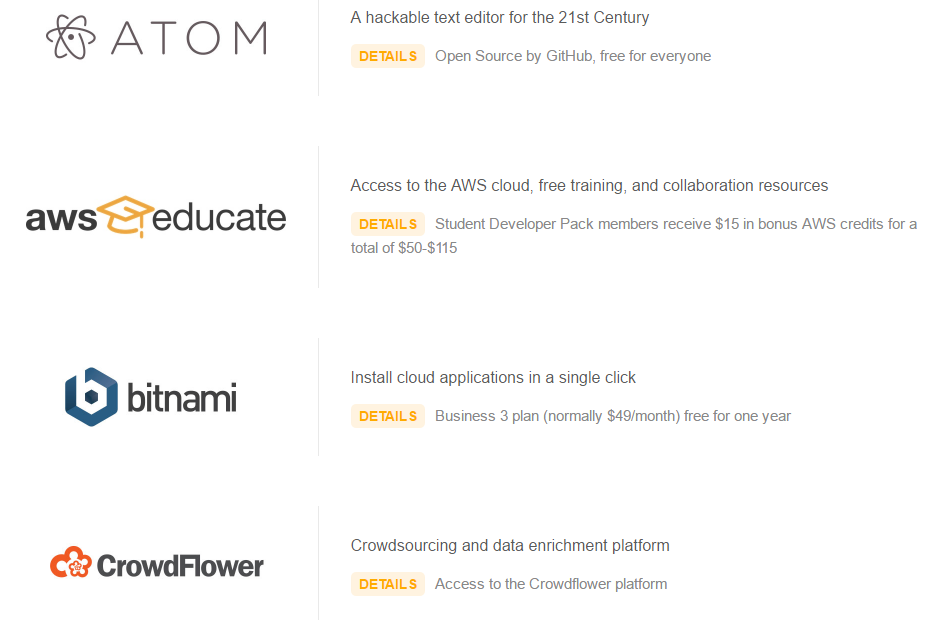 ATOM
A hackable text editor for the 21st Century
DETAILS Open Source by GitHub, free for everyone
aws educate
Access to the AWS cloud, free training, and collaboration resources
DETAILS Student Developer Pack members receive $15 in bonus AWS credits for a
total of $50-$115
bitnami
Install cloud applications in a single click
DETAILS Business 3 plan (normally $49/month) free for one year
CrowdFlower
Crowdsourcing and data enrichment platform
DETAILS Access to the Crowdflower platform